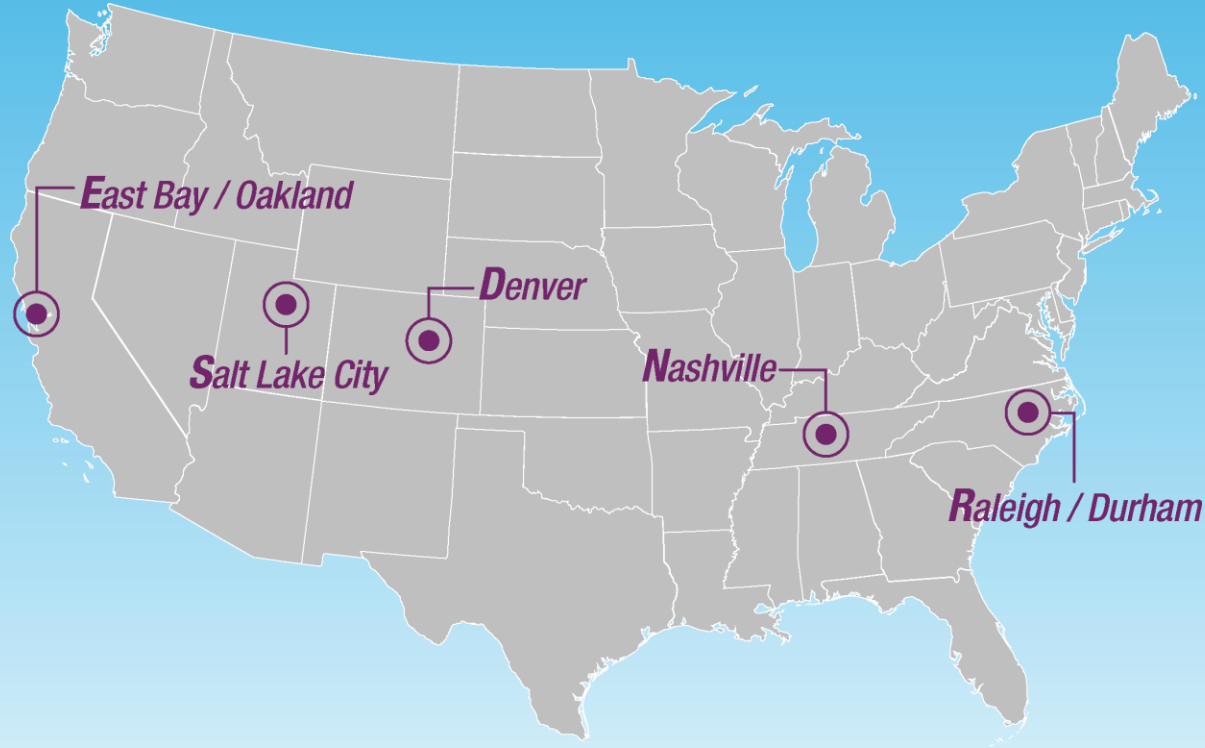 East Bay / Oakland
Denver
Salt Lake City
Nashville
Raleigh / Durham